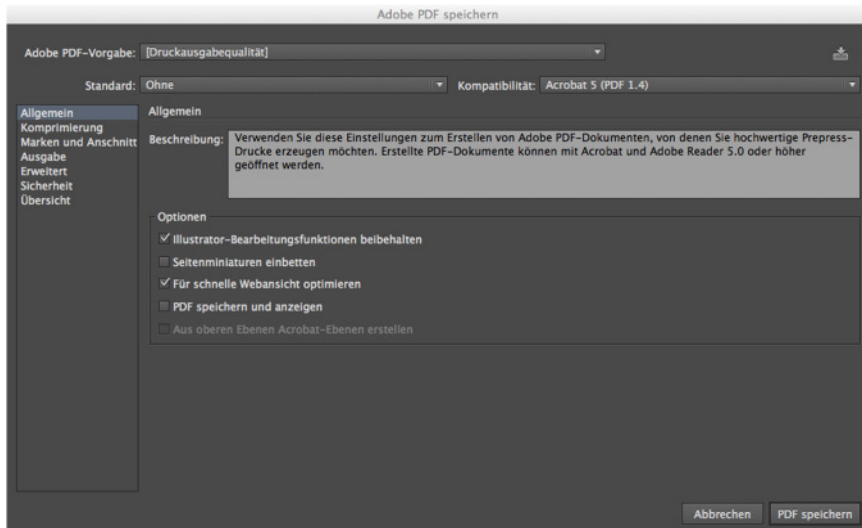 Adobe PDF speichern
Adobe PDF-Vorgabe: [Druckausgabequalität]
Standard: Ohne Kompatibilität: Acrobat 5 (PDF 1.4)
Allgemein
Komprimierung
Marken und Anschnitt
Ausgabe
Erweitert
Sicherheit
Übersicht
Allgemein
Beschreibung: Verwenden Sie diese Einstellungen zum Erstellen von Adobe PDF-Dokumenten, von denen Sie hochwertige Prepress-
Drucke erzeugen möchten. Erstellte PDF-Dokumente können mit Acrobat und Adobe Reader 5.0 oder höher
geöffnet werden.
Optionen
Illustrator-Bearbeitungsfunktionen beibehalten
Seitenminiaturen einbetten
Für schnelle Webansicht optimieren
PDF speichern und anzeigen
Aus oberen Ebenen Acrobat-Ebenen erstellen
Abbrechen PDF speichern